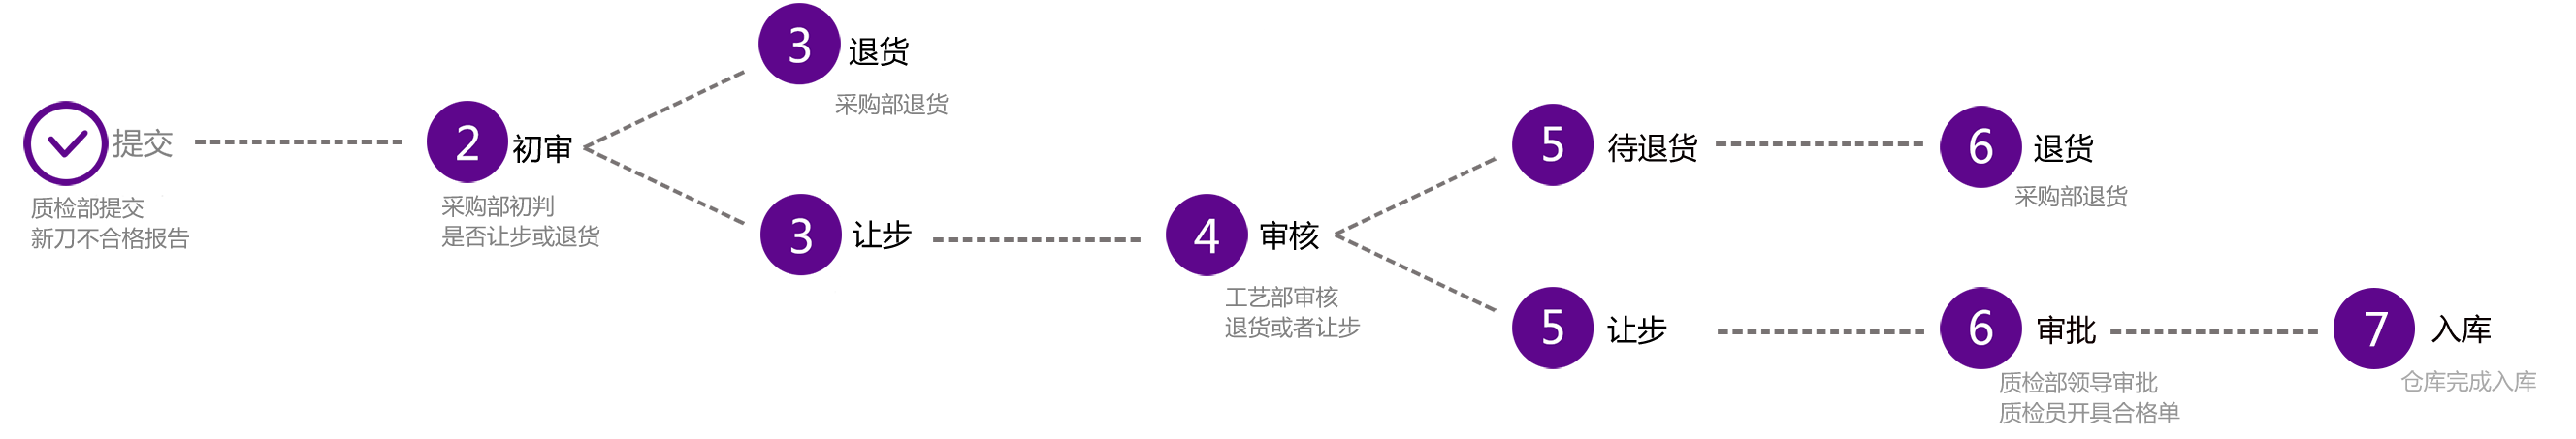 提交
质检部提交
新刀不合格报告
2
初审
采购部初判
是否让步或退货
3
退货
采购部退货
3
让步
4
审核
工艺部审核
退货或者让步
5
待退货
6
退货
采购部退货
5
让步
6
审批
质检部领导审批
质检员开具合格单
7
入库
仓库完成入库